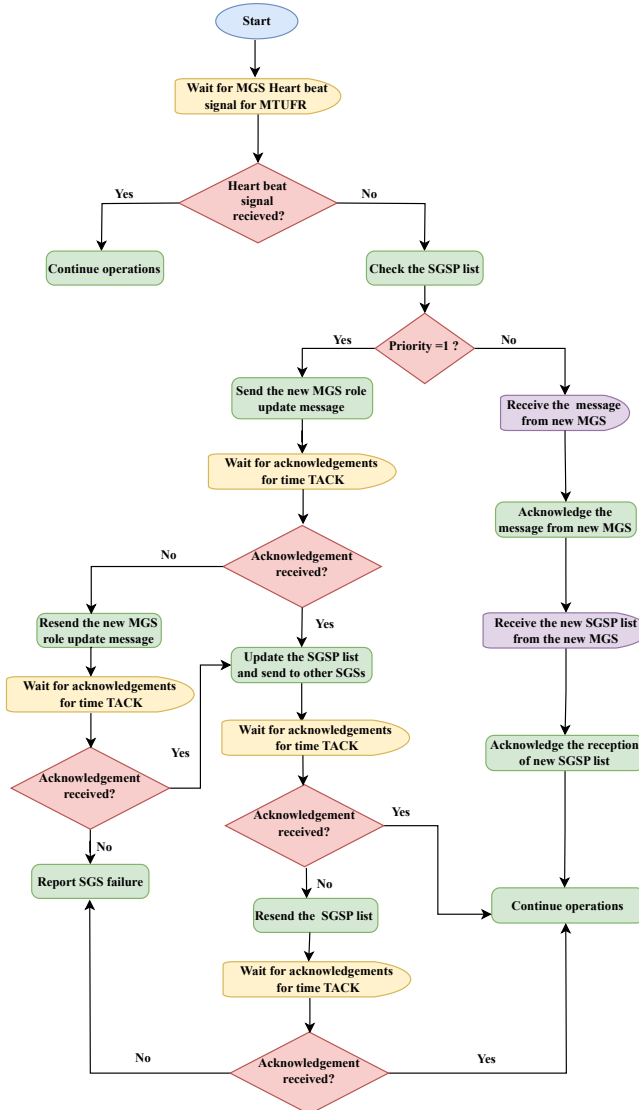 Start
Wait for MGS Heart beat
signal for MTUFR
Heart beat
signal
recieved?
Yes
No
Continue operations
Check the SGSP list
Priority =1 ?
Yes
No
Send the new MGS role
update message
Receive the message
from new MGS
Wait for acknowledgements
for time TACK
Acknowledge the
message from new MGS
Acknowledgement
received?
No
Yes
Resend the new MGS
role update message
Update the SGSP list
and send to other SGSs
Receive the new SGSP list
from the new MGS
Wait for acknowledgements
for time TACK
Wait for acknowledgements
for time TACK
Acknowledge the reception
of new SGSP list
Yes
Acknowledgement
received?
Acknowledgement
received?
Yes
No
No
Report SGS failure
Resend the SGSP list
Continue operations
Wait for acknowledgements
for time TACK
Acknowledgement
received?
No
Yes